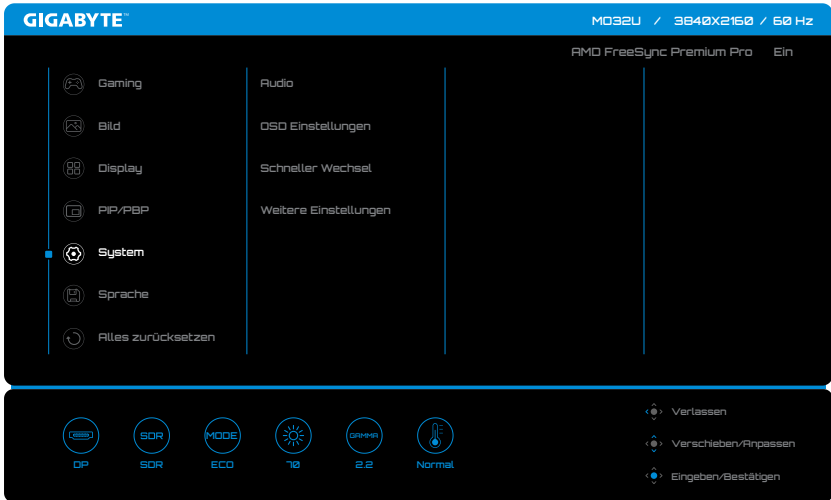 GIGABYTE™
MO32U / 3840X2160 / 60 Hz
AMD FreeSync Premium Pro Ein
Gaming
Bild
Display
PIP/PBP
System
Sprache
Alles zurücksetzen
Audio
OSD Einstellungen
Schneller Wechsel
Weitere Einstellungen
SDR
MODE
GAMMA
DP
SDR
ECO
70
2.2
Normal
Verlassen
Verschieben/Anpassen
Eingeben/Bestätigen